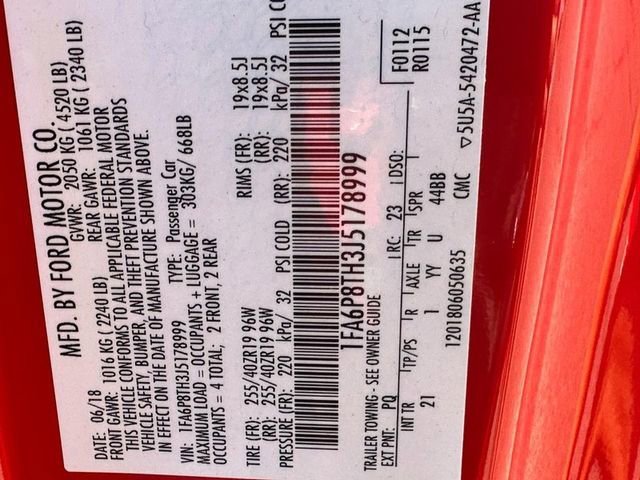 MFD. BY FORD MOTOR CO.
DATE: 06/18 GVWR: 2050 KG ( 4520 LB)
FRONT GAWR: 1016 KG ( 2240 LB) REAR GAWR: 1061 KG ( 2340 LB)
THIS VEHICLE CONFORMS TO ALL APPLICABLE FEDERAL MOTOR
VEHICLE SAFETY, BUMPER, AND THEFT PREVENTION STANDARDS
IN EFFECT ON THE DATE OF MANUFACTURE SHOWN ABOVE.
VIN: 1FA6P8TH3J5178999 TYPE: Passenger Car
MAXIMUM LOAD = OCCUPANTS + LUGGAGE = 303KG/ 668LB
OCCUPANTS = 4 TOTAL; 2 FRONT, 2 REAR
TIRE (FR): 255/40ZR19 96W RIMS (FR): 19x8.5J
(RR): 255/40ZR19 96W (RR): 19x8.5J
PRESSURE (FR): 220 kPa/ 32 PSI COLD (RR): 220 kPa/ 32 PSI CO
1FA6P8TH3J5178999
TRAILER TOWING - SEE OWNER GUIDE
EXT PNT: PQ RC: 23 DSO: F0112
R0115
INT TR TP/PS R AXLE TR SPR
21 1 YY U 44BB
1201806050635 CMC ▽5U5A-5420472-AA